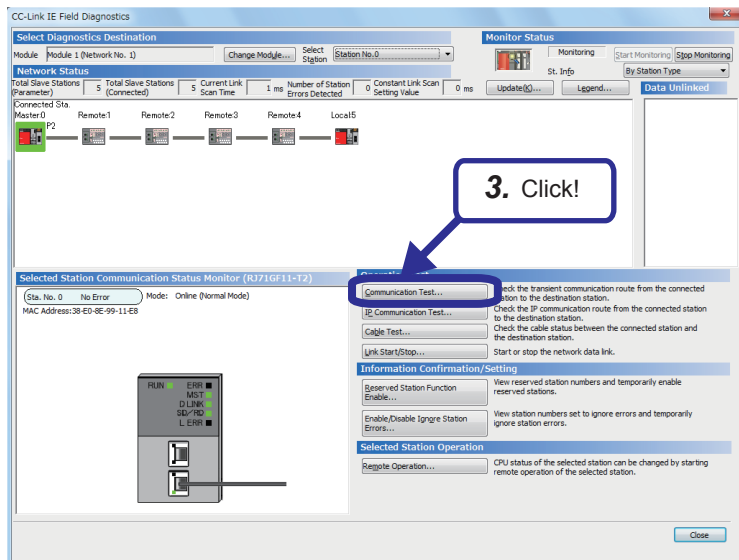 CC-Link IE Field Diagnostics
Select Diagnostics Destination
Module Module 1 (Network No. 1) Change Module... Select Station Station No.0
Monitor Status
Monitoring Start Monitoring Stop Monitoring
St. Info By Station Type
Update(K)... Legend... Data Unlinked
Network Status
Total Slave Stations (Parameter) 5 Total Slave Stations (Connected) 5 Current Link Scan Time 1 ms Number of Station Errors Detected 0 Constant Link Scan Setting Value 0 ms
Connected Sta.
Master:0 Remote:1 Remote:2 Remote:3 Remote:4 Local:5
P2
3. Click!
Selected Station Communication Status Monitor (RJ71GF11-T2)
Sta. No. 0 No Error Mode: Online (Normal Mode)
MAC Address:38-E0-8E-99-11-E8
RUN ERR
MST
D LINK
SD/RD
L ERR
Communication Test... Check the transient communication route from the connected
station to the destination station.
IP Communication Test... Check the IP communication route from the connected station
to the destination station.
Cable Test... Check the cable status between the connected station and
the destination station.
Link Start/Stop... Start or stop the network data link.
Information Confirmation/Setting
Reserved Station Function Enable... View reserved station numbers and temporarily enable
reserved stations.
Enable/Disable Ignore Station Errors... View station numbers set to ignore errors and temporarily
ignore station errors.
Selected Station Operation
Remote Operation... CPU status of the selected station can be changed by starting
remote operation of the selected station.
Close